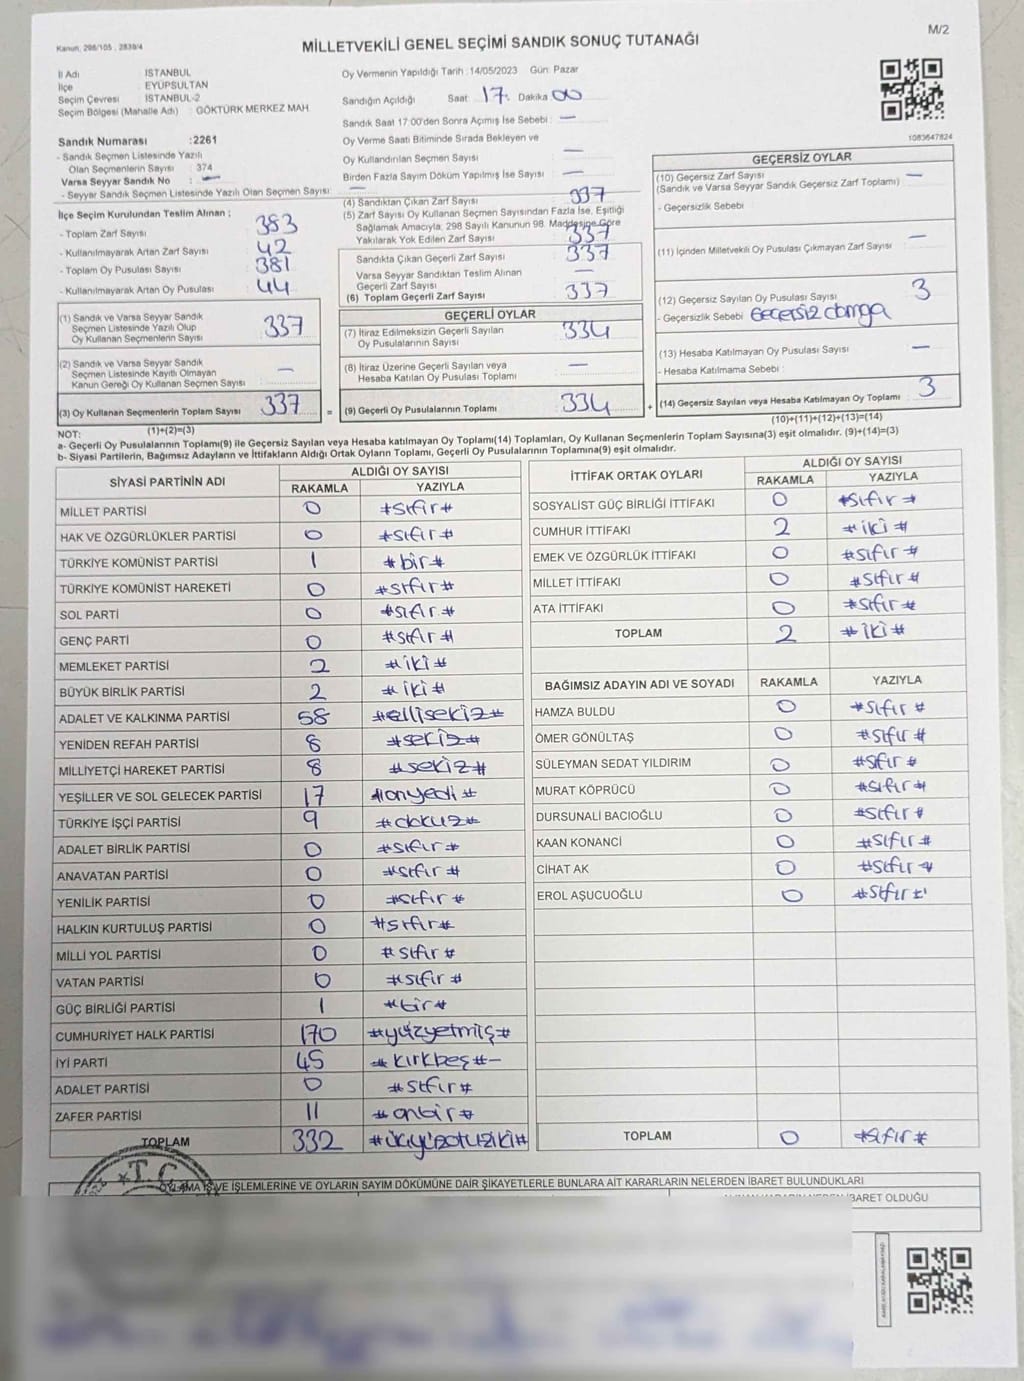 Kanun, 298/105 , 2839/4
M/2
MİLLETVEKİLİ GENEL SEÇİMİ SANDIK SONUÇ TUTANAĞI
İl Adı : İSTANBUL
İlçe : EYÜPSULTAN
Seçim Çevresi : İSTANBUL-2
Seçim Bölgesi (Mahalle Adı) : GÖKTÜRK MERKEZ MAH.
Sandık Numarası : 2261
- Sandık Seçmen Listesinde Yazılı
Olan Seçmenlerin Sayısı : 374
Varsa Seyyar Sandık No : —
- Seyyar Sandık Seçmen Listesinde Yazılı Olan Seçmen Sayısı: —
Oy Vermenin Yapıldığı Tarih :14/05/2023 Gün: Pazar
Sandığın Açıldığı Saat 17: Dakika 00
Sandık Saat 17:00'den Sonra Açmış İse Sebebi : —
Oy Verme Saati Bitiminde Sırada Bekleyen ve
Oy Kullandırılan Seçmen Sayısı —
Birden Fazla Sayım Döküm Yapılmış İse Sayısı : —
1083647824
İlçe Seçim Kurulundan Teslim Alınan ;
- Toplam Zarf Sayısı : 383
- Kullanılmayarak Artan Zarf Sayısı : 42
- Toplam Oy Pusulası Sayısı : 381
- Kullanılmayarak Artan Oy Pusulası : 44
(1) Sandık ve Varsa Seyyar Sandık
Seçmen Listesinde Yazılı Olup
Oy Kullanan Seçmenlerin Sayısı : 337
(2) Sandık ve Varsa Seyyar Sandık
Seçmen Listesinde Kayıtlı Olmayan
Kanun Gereği Oy Kullanan Seçmen Sayısı —
(3) Oy Kullanan Seçmenlerin Toplam Sayısı 337 =
(1)+(2)=(3)
(4) Sandıktan Çıkan Zarf Sayısı : 337
(5) Zarf Sayısı Oy Kullanan Seçmen Sayısından Fazla İse, Eşitliği
Sağlamak Amacıyla; 298 Sayılı Kanunun 98. Maddesine Göre
Yakılarak Yok Edilen Zarf Sayısı : 337
Sandıkta Çıkan Geçerli Zarf Sayısı : 337
Varsa Seyyar Sandıktan Teslim Alınan
Geçerli Zarf Sayısı : —
(6) Toplam Geçerli Zarf Sayısı : 337
GEÇERLİ OYLAR
(7) İtiraz Edilmeksizin Geçerli Sayılan
Oy Pusulalarının Sayısı : 334
(8) İtiraz Üzerine Geçerli Sayılan veya
Hesaba Katılan Oy Pusulası Toplamı : —
(9) Geçerli Oy Pusulalarının Toplamı : 334 +
GEÇERSİZ OYLAR
(10) Geçersiz Zarf Sayısı : —
(Sandık ve Varsa Seyyar Sandık Geçersiz Zarf Toplamı)
- Geçersizlik Sebebi :
(11) İçinden Milletvekili Oy Pusulası Çıkmayan Zarf Sayısı : —
(12) Geçersiz Sayılan Oy Pusulası Sayısı : 3
- Geçersizlik Sebebi : Geçersiz damga
(13) Hesaba Katılmayan Oy Pusulası Sayısı : —
- Hesaba Katılmama Sebebi :
(14) Geçersiz Sayılan veya Hesaba Katılmayan Oy Toplamı : 3
(10)+(11)+(12)+(13)=(14)
NOT:
a- Geçerli Oy Pusulalarının Toplamı(9) ile Geçersiz Sayılan veya Hesaba katılmayan Oy Toplamı(14) Toplamları, Oy Kullanan Seçmenlerin Toplam Sayısına(3) eşit olmalıdır. (9)+(14)=(3)
b- Siyasi Partilerin, Bağımsız Adayların ve İttifakların Aldığı Ortak Oyların Toplamı, Geçerli Oy Pusulalarının Toplamına(9) eşit olmalıdır.
SİYASİ PARTİNİN ADI ALDIĞI OY SAYISI
RAKAMLA YAZIYLA
MİLLET PARTİSİ 0 #sıfır#
HAK VE ÖZGÜRLÜKLER PARTİSİ 0 #sıfır#
TÜRKİYE KOMÜNİST PARTİSİ 1 #bir#
TÜRKİYE KOMÜNİST HAREKETİ 0 #sıfır#
SOL PARTİ 0 #sıfır#
GENÇ PARTİ 0 #sıfır#
MEMLEKET PARTİSİ 2 #iki#
BÜYÜK BİRLİK PARTİSİ 2 #iki#
ADALET VE KALKINMA PARTİSİ 58 #ellisekiz#
YENİDEN REFAH PARTİSİ 8 #sekiz#
MİLLİYETÇİ HAREKET PARTİSİ 8 #sekiz#
YEŞİLLER VE SOL GELECEK PARTİSİ 17 #onyedi#
TÜRKİYE İŞÇİ PARTİSİ 9 #dokuz#
ADALET BİRLİK PARTİSİ 0 #sıfır#
ANAVATAN PARTİSİ 0 #sıfır#
YENİLİK PARTİSİ 0 #sıfır#
HALKIN KURTULUŞ PARTİSİ 0 #sıfır#
MİLLİ YOL PARTİSİ 0 #sıfır#
VATAN PARTİSİ 0 #sıfır#
GÜÇ BİRLİĞİ PARTİSİ 1 #bir#
CUMHURİYET HALK PARTİSİ 170 #yüzyetmiş#
İYİ PARTİ 45 #kırkbeş#
ADALET PARTİSİ 0 #sıfır#
ZAFER PARTİSİ 11 #onbir#
TOPLAM 332 #üçyüzotuziki#
İTTİFAK ORTAK OYLARI ALDIĞI OY SAYISI
RAKAMLA YAZIYLA
SOSYALİST GÜÇ BİRLİĞİ İTTİFAKI 0 #sıfır#
CUMHUR İTTİFAKI 2 #iki#
EMEK VE ÖZGÜRLÜK İTTİFAKI 0 #sıfır#
MİLLET İTTİFAKI 0 #sıfır#
ATA İTTİFAKI 0 #sıfır#
TOPLAM 2 #iki#
BAĞIMSIZ ADAYIN ADI VE SOYADI RAKAMLA YAZIYLA
HAMZA BULDU 0 #sıfır#
ÖMER GÖNÜLTAŞ 0 #sıfır#
SÜLEYMAN SEDAT YILDIRIM 0 #sıfır#
MURAT KÖPRÜCÜ 0 #sıfır#
DURSUNALİ BACIOĞLU 0 #sıfır#
KAAN KONANCİ 0 #sıfır#
CİHAT AK 0 #sıfır#
EROL AŞUCUOĞLU 0 #sıfır#
TOPLAM 0 #sıfır#
T.C.
OYLAMA İŞ VE İŞLEMLERİNE VE OYLARIN SAYIM DÖKÜMÜNE DAİR ŞİKAYETLERLE BUNLARA AİT KARARLARIN NELERDEN İBARET BULUNDUKLARI
İBARET OLDUĞU